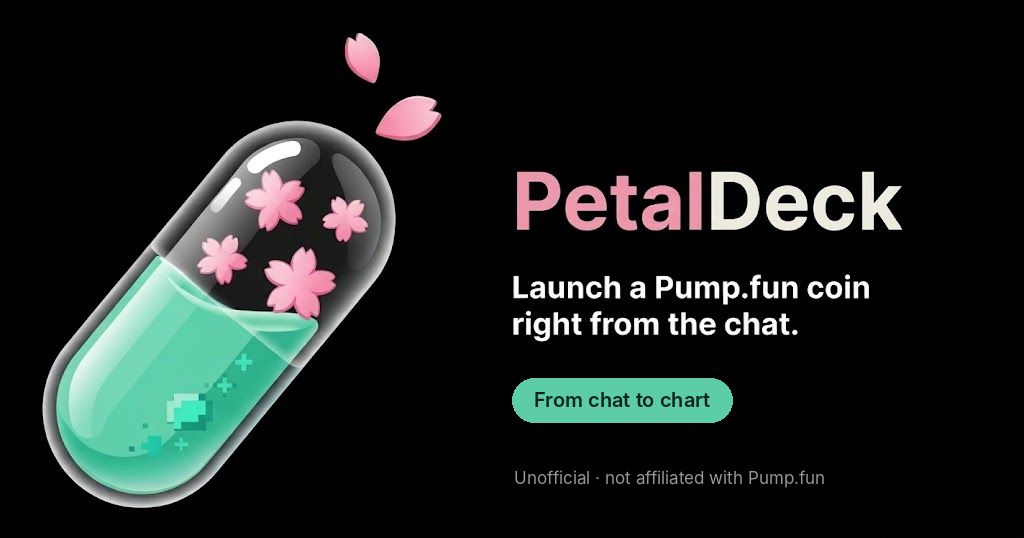 PetalDeck
Launch a Pump.fun coin
right from the chat.
From chat to chart
Unofficial · not affiliated with Pump.fun